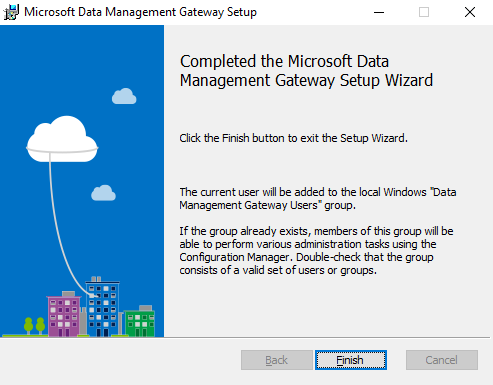 Microsoft Data Management Gateway Setup
Completed the Microsoft Data
Management Gateway Setup Wizard
Click the Finish button to exit the Setup Wizard.
The current user will be added to the local Windows "Data
Management Gateway Users" group.
If the group already exists, members of this group will be
able to perform various administration tasks using the
Configuration Manager. Double-check that the group
consists of a valid set of users or groups.
Back Finish Cancel